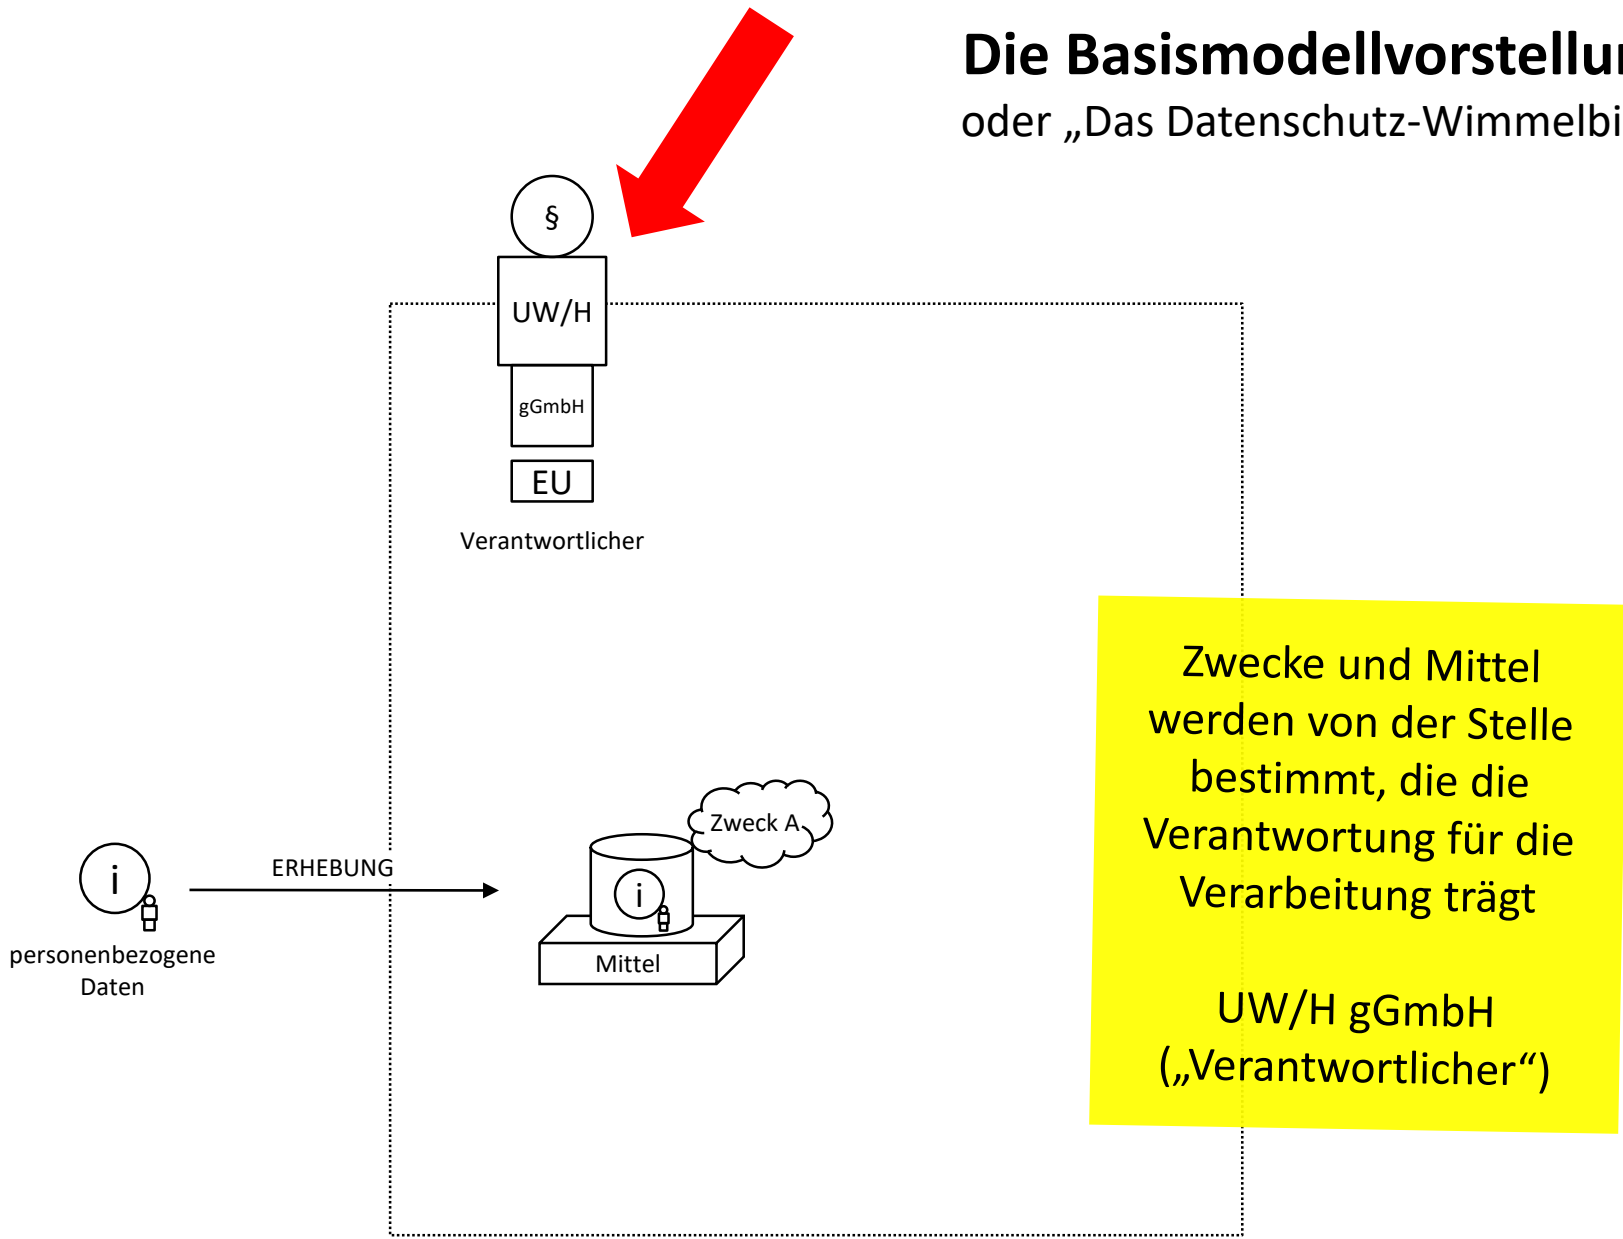 Die Basismodellvorstellu
oder „Das Datenschutz-Wimmelbi
§
UW/H
gGmbH
EU
Verantwortlicher
Zwecke und Mittel
werden von der Stelle
bestimmt, die die
Verantwortung für die
Verarbeitung trägt
UW/H gGmbH
(„Verantwortlicher“)
Zweck A
i
ERHEBUNG
i
personenbezogene
Daten
Mittel